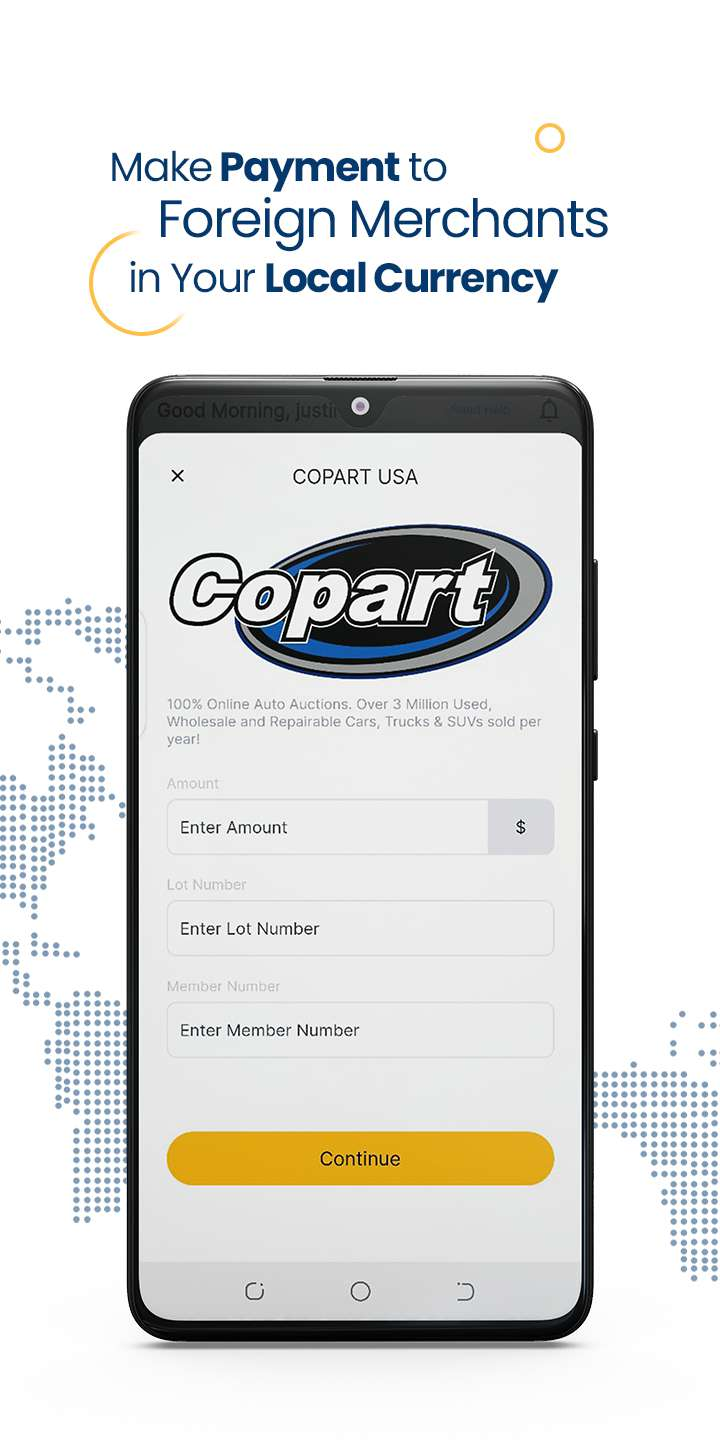 Make Payment to
Foreign Merchants
in Your Local Currency
Good Morning, justi
Need Help
COPART USA
Copart
100% Online Auto Auctions. Over 3 Million Used,
Wholesale and Repairable Cars, Trucks & SUVs sold per
year!
Amount
Enter Amount $
Lot Number
Enter Lot Number
Member Number
Enter Member Number
Continue